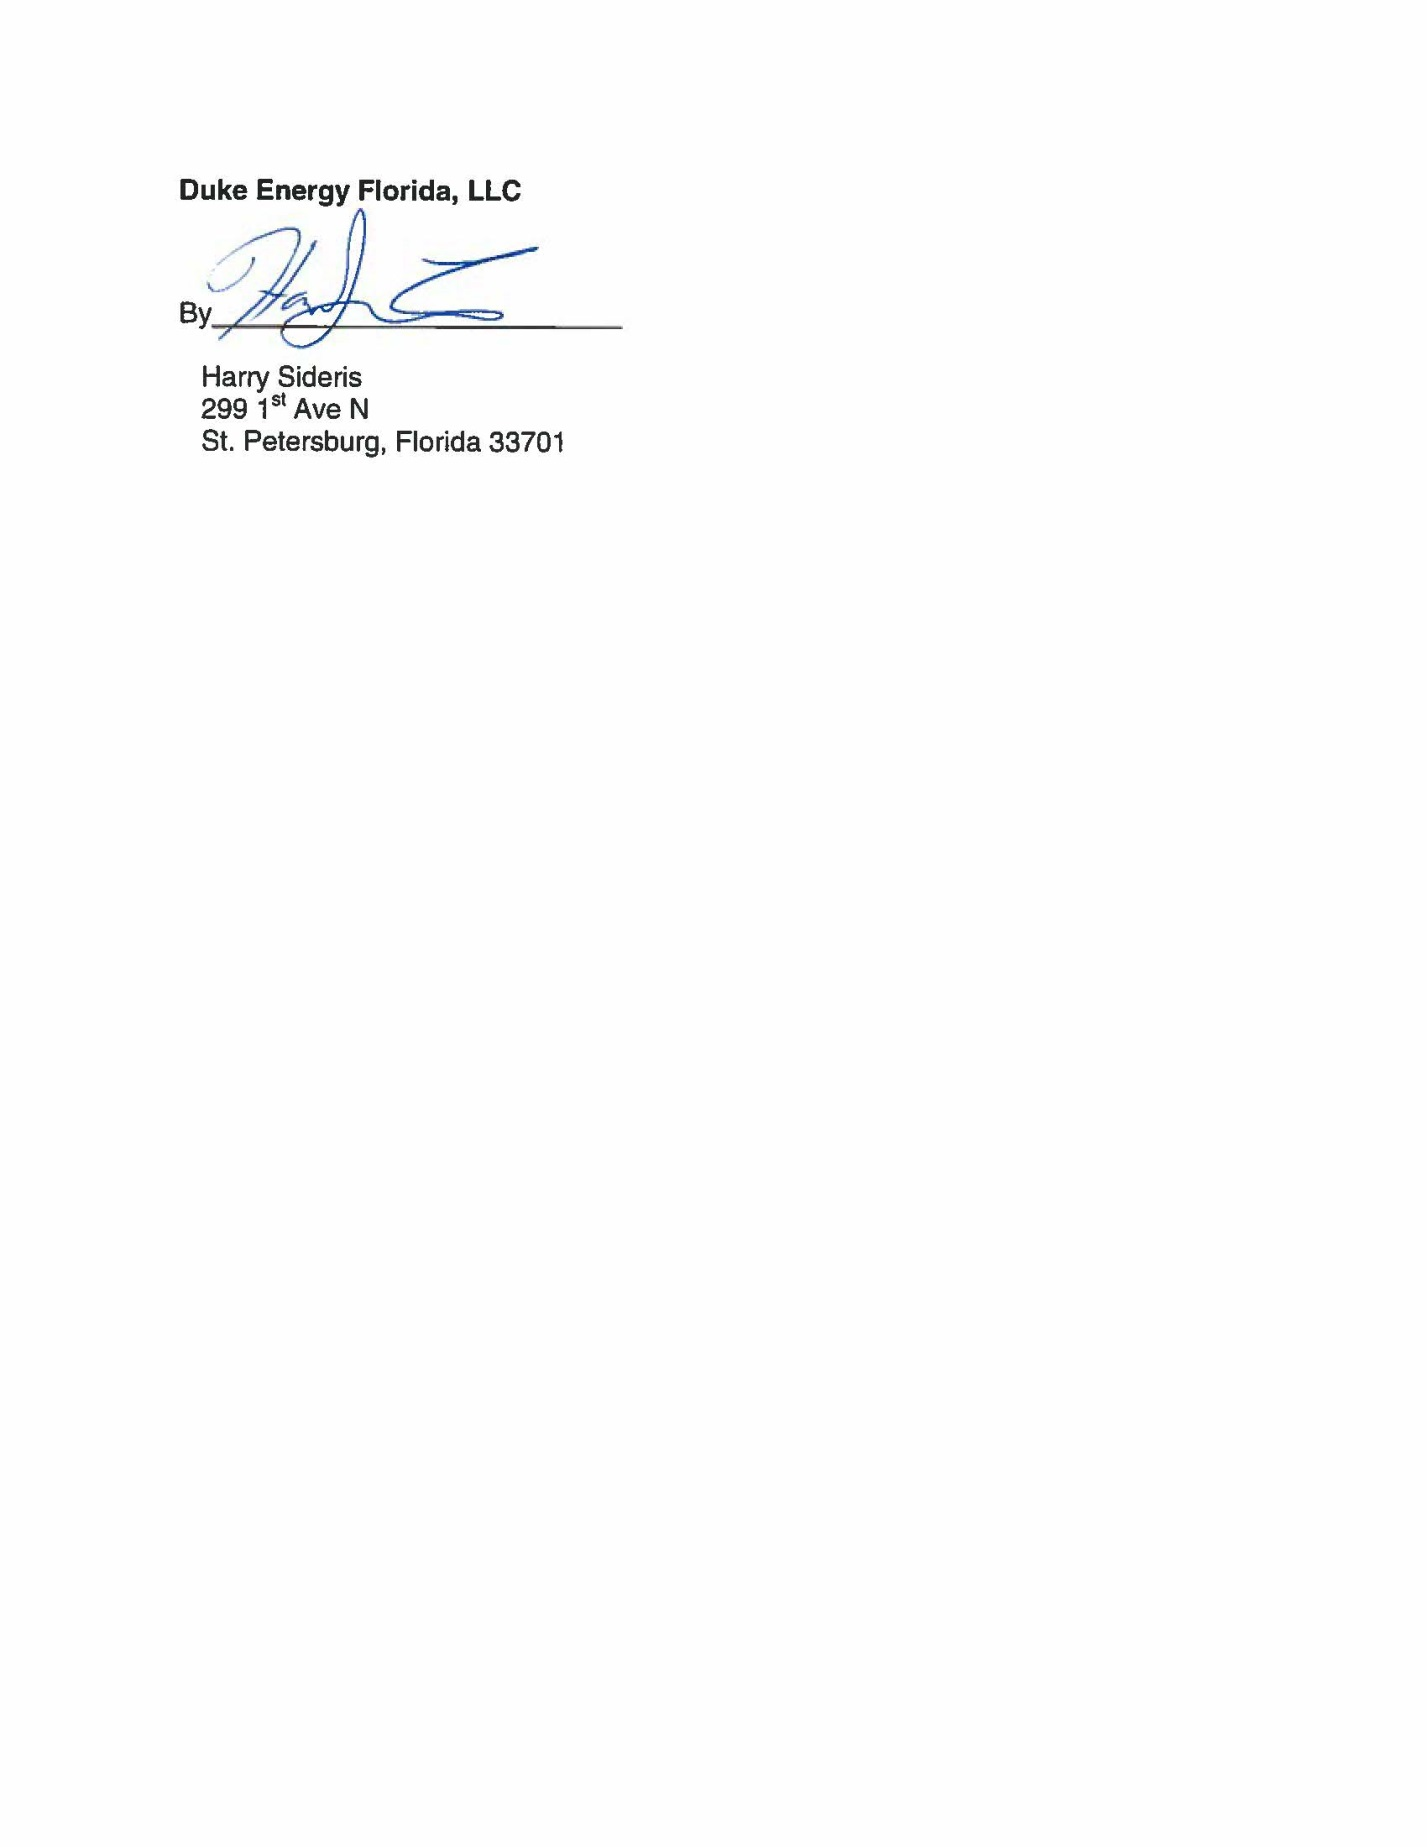 Duke Energy Florida, LLC
By
Harry Sideris
299 1st Ave N
St. Petersburg, Florida 33701